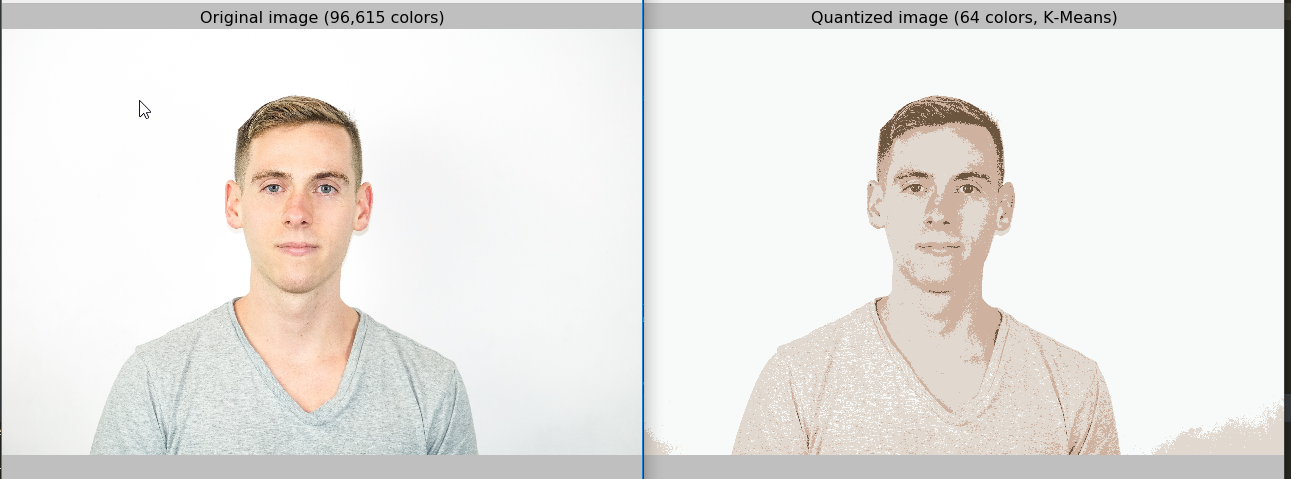 Original image (96,615 colors)
Quantized image (64 colors, K-Means)